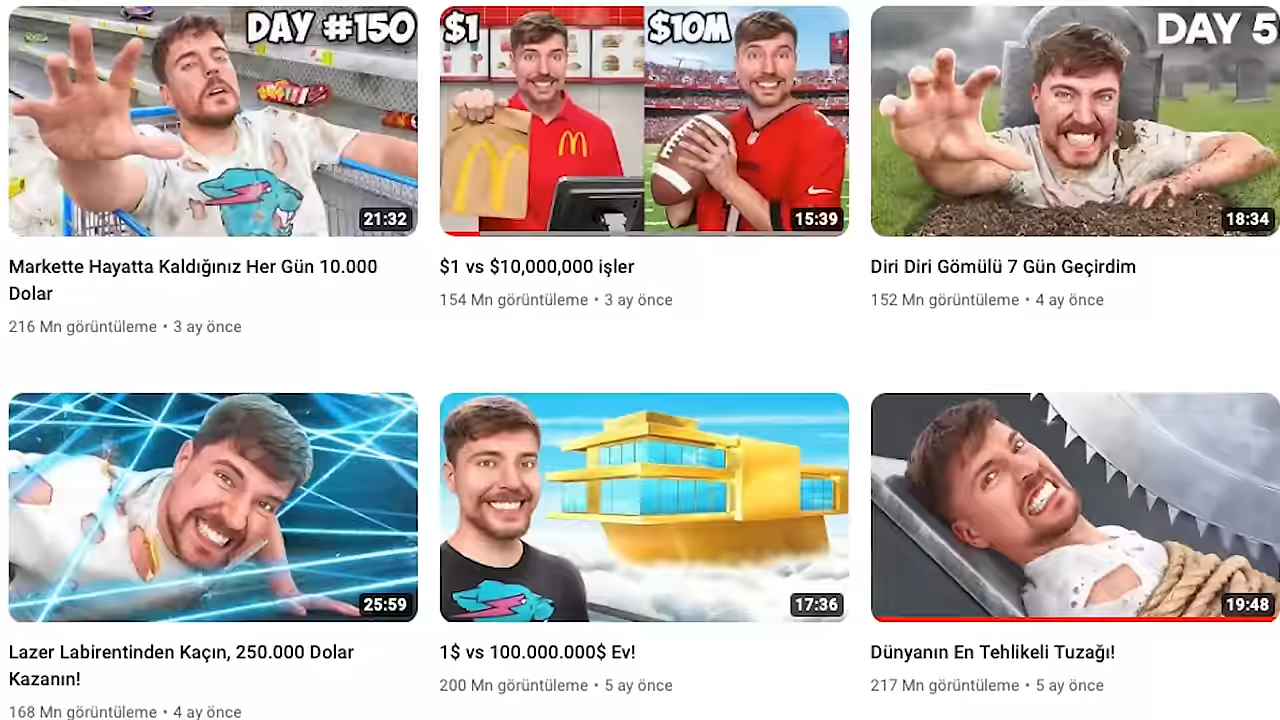 DAY #150
21:32
$1
$10M
15:39
DAY 5
18:34
Markette Hayatta Kaldığınız Her Gün 10.000
Dolar
216 Mn görüntüleme • 3 ay önce
$1 vs $10,000,000 işler
154 Mn görüntüleme • 3 ay önce
Diri Diri Gömülü 7 Gün Geçirdim
152 Mn görüntüleme • 4 ay önce
25:59
17:36
19:48
Lazer Labirentinden Kaçın, 250.000 Dolar
Kazanın!
168 Mn görüntüleme • 4 ay önce
1$ vs 100.000.000$ Ev!
200 Mn görüntüleme • 5 ay önce
Dünyanın En Tehlikeli Tuzağı!
217 Mn görüntüleme • 5 ay önce